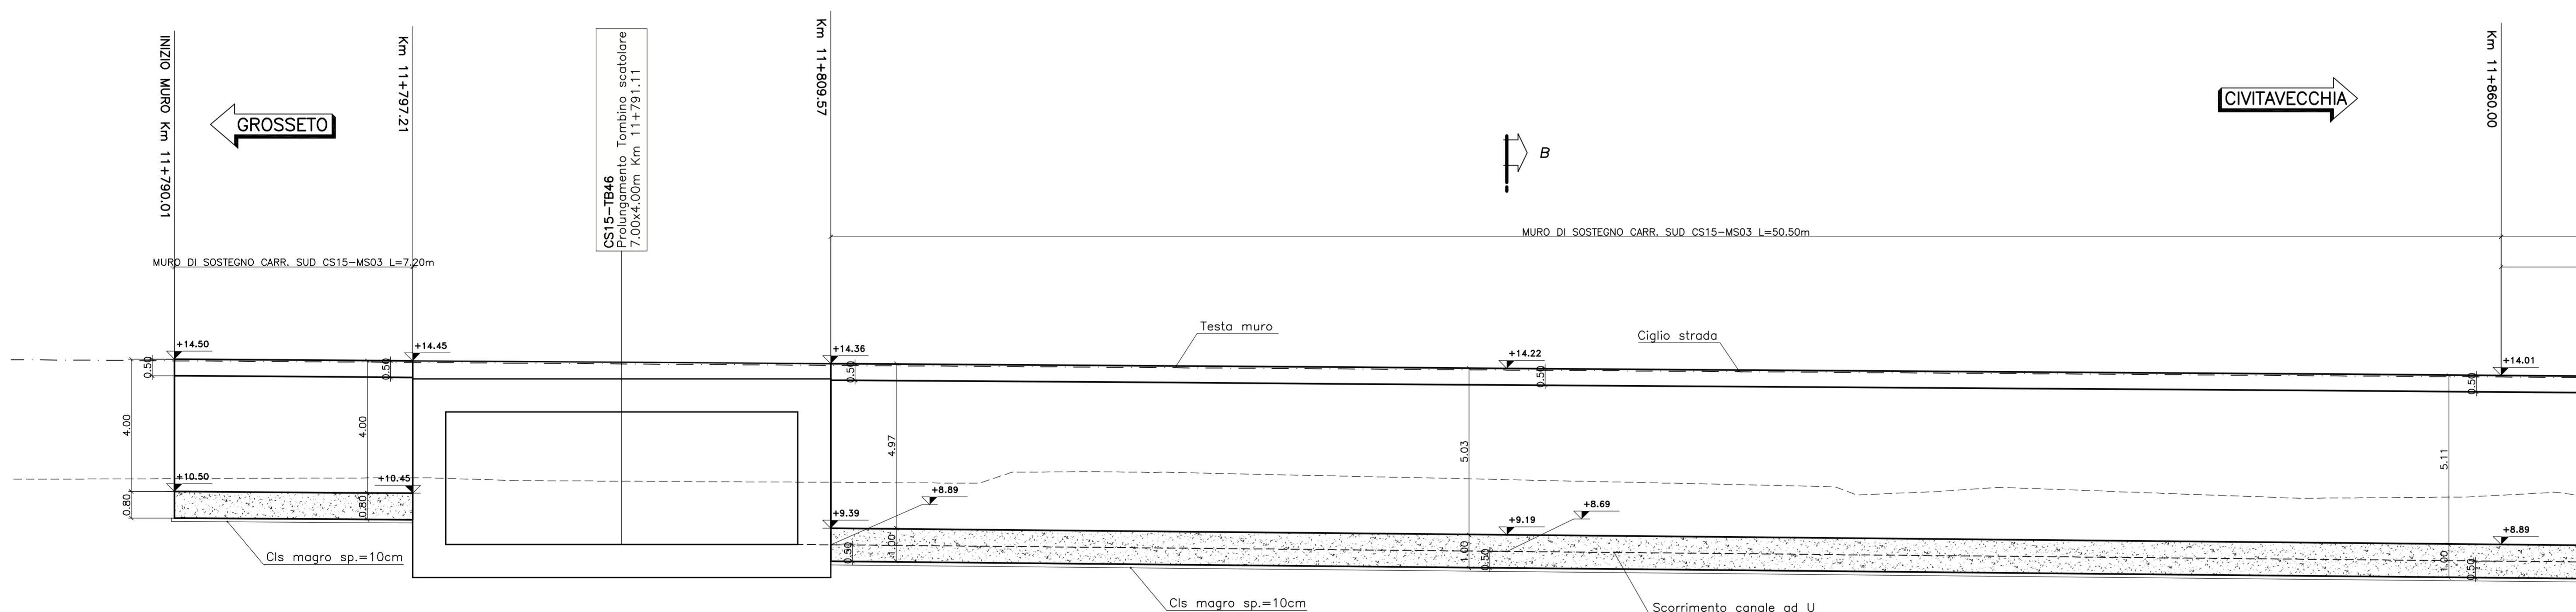 INIZIO MURO Km 11+790.01
Km 11+797.21
CS15-TB46
Prolungamento Tombino scatolare
7.00x4.00m Km 11+791.11
Km 11+809.57
Km 11+860.00
GROSSETO
CIVITAVECCHIA
B
MURO DI SOSTEGNO CARR. SUD CS15-MS03 L=50.50m
MURO DI SOSTEGNO CARR. SUD CS15-MS03 L=7.20m
Testa muro
Ciglio strada
+14.50
+14.45
+14.36
+14.22
+14.01
0.50
0.50
0.50
0.50
0.50
4.00
4.00
4.97
5.03
5.11
+10.50
+10.45
+8.89
+8.69
+9.39
+9.19
+8.89
0.80
0.80
0.50
1.00
1.00
0.50
1.00
0.50
Cls magro sp.=10cm
Cls magro sp.=10cm
Scorrimento canale ad U